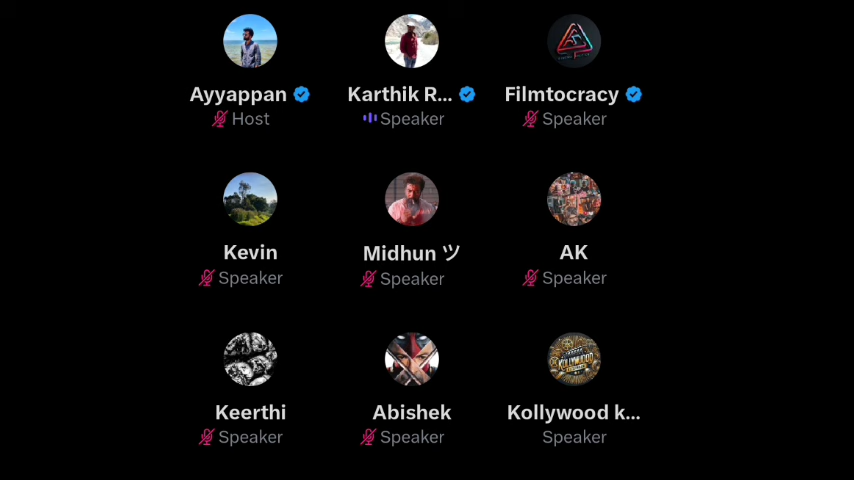 Ayyappan Karthik R... Filmtocracy
Host Speaker Speaker
Kevin Midhun ツ AK
Speaker Speaker Speaker
Keerthi Abishek Kollywood k...
Speaker Speaker Speaker
KOLLYWOOD